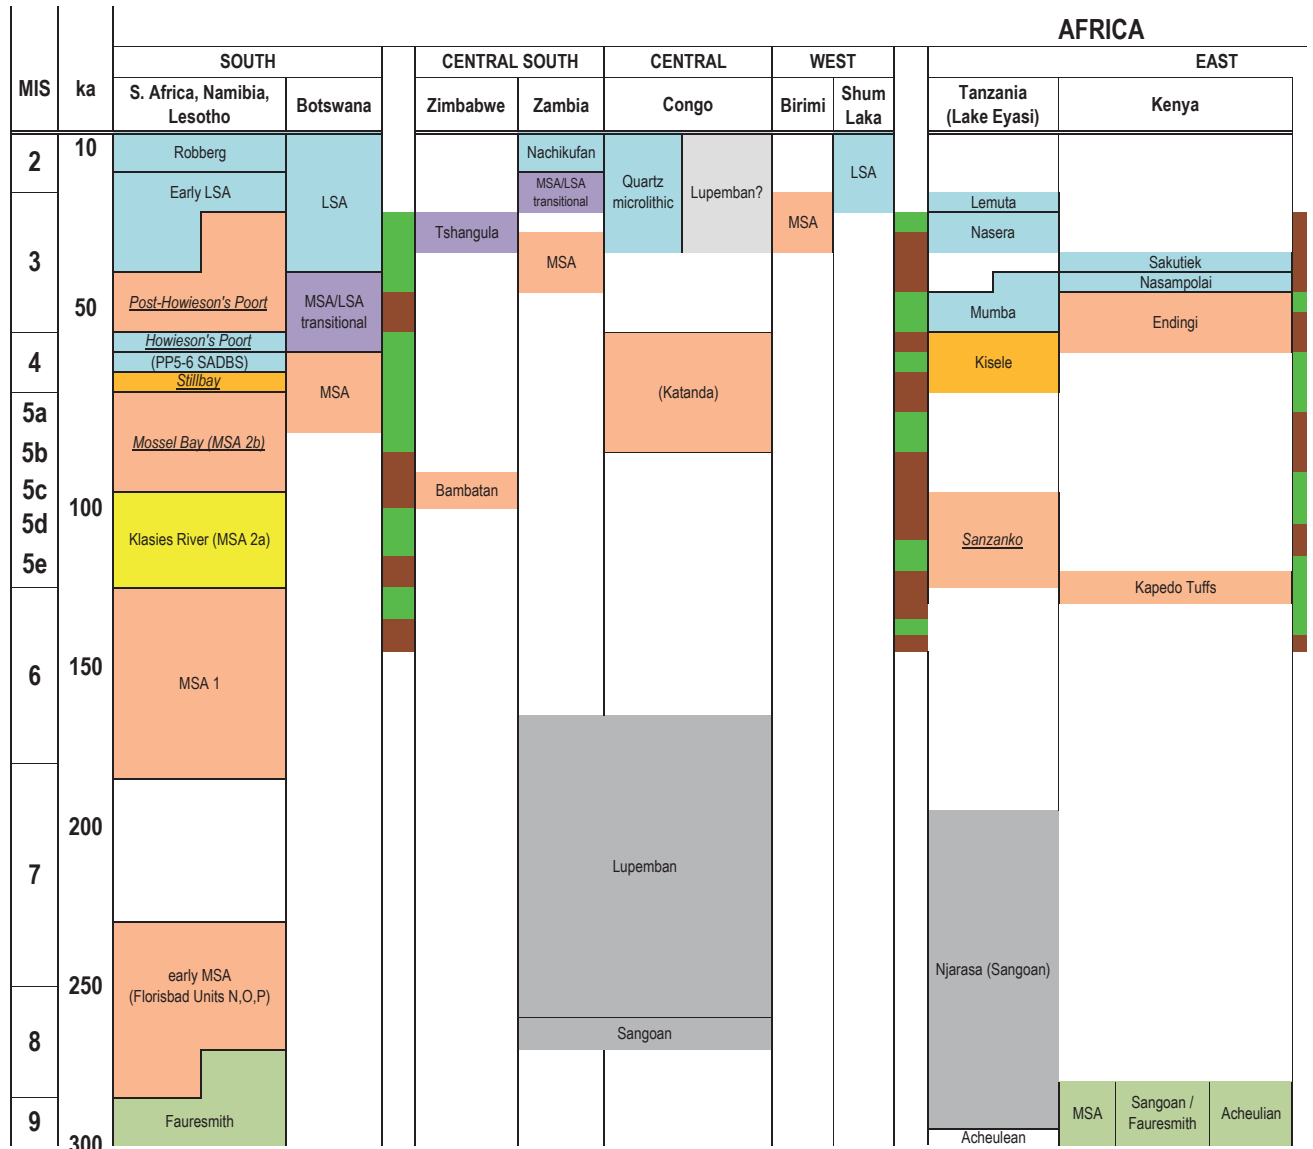 AFRICA
SOUTH
CENTRAL SOUTH
CENTRAL
WEST
EAST
MIS
ka
S. Africa, Namibia,
Lesotho
Botswana
Zimbabwe
Zambia
Congo
Birimi
Shum
Laka
Tanzania
(Lake Eyasi)
Kenya
2
3
4
5a
5b
5c
5d
5e
6
7
8
9
10
50
100
150
200
250
300
Robberg
Early LSA
Post-Howieson's Poort
Howieson's Poort
(PP5-6 SADBS)
Stillbay
Mossel Bay (MSA 2b)
Klasies River (MSA 2a)
MSA 1
early MSA
(Florisbad Units N,O,P)
Fauresmith
LSA
MSA/LSA
transitional
MSA
Tshangula
Bambatan
Nachikufan
MSA/LSA
transitional
MSA
Quartz
microlithic
Lupemban?
(Katanda)
Lupemban
Sangoan
MSA
LSA
Lemuta
Nasera
Mumba
Kisele
Sanzanko
Njarasa (Sangoan)
Acheulean
Sakutiek
Nasampolai
Endingi
Kapedo Tuffs
MSA
Sangoan /
Fauresmith
Acheulian